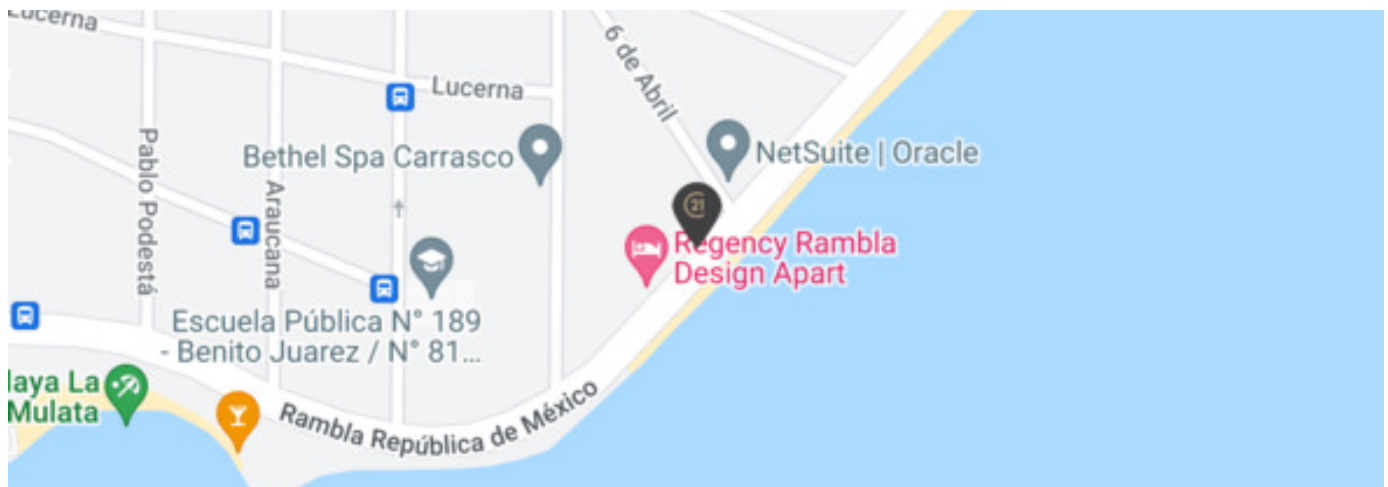 Lucerna
Lucerna
6 de Abril
Pablo Podestá
Araucana
Bethel Spa Carrasco
NetSuite | Oracle
21
Regency Rambla
Design Apart
Escuela Pública N° 189
- Benito Juarez / N° 81...
laya La
Mulata
Rambla República de México